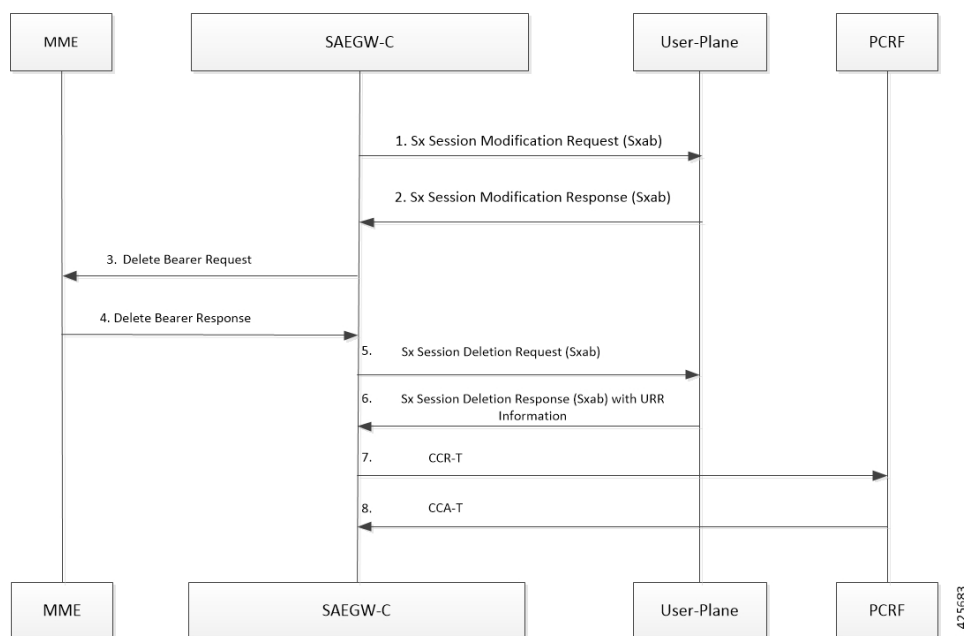 MME
SAEGW-C
User-Plane
PCRF
1. Sx Session Modification Request (Sxab)
2. Sx Session Modification Response (Sxab)
3. Delete Bearer Request
4. Delete Bearer Response
5. Sx Session Deletion Request (Sxab)
6. Sx Session Deletion Response (Sxab) with URR
Information
7. CCR-T
8. CCA-T
MME
SAEGW-C
User-Plane
PCRF
425683